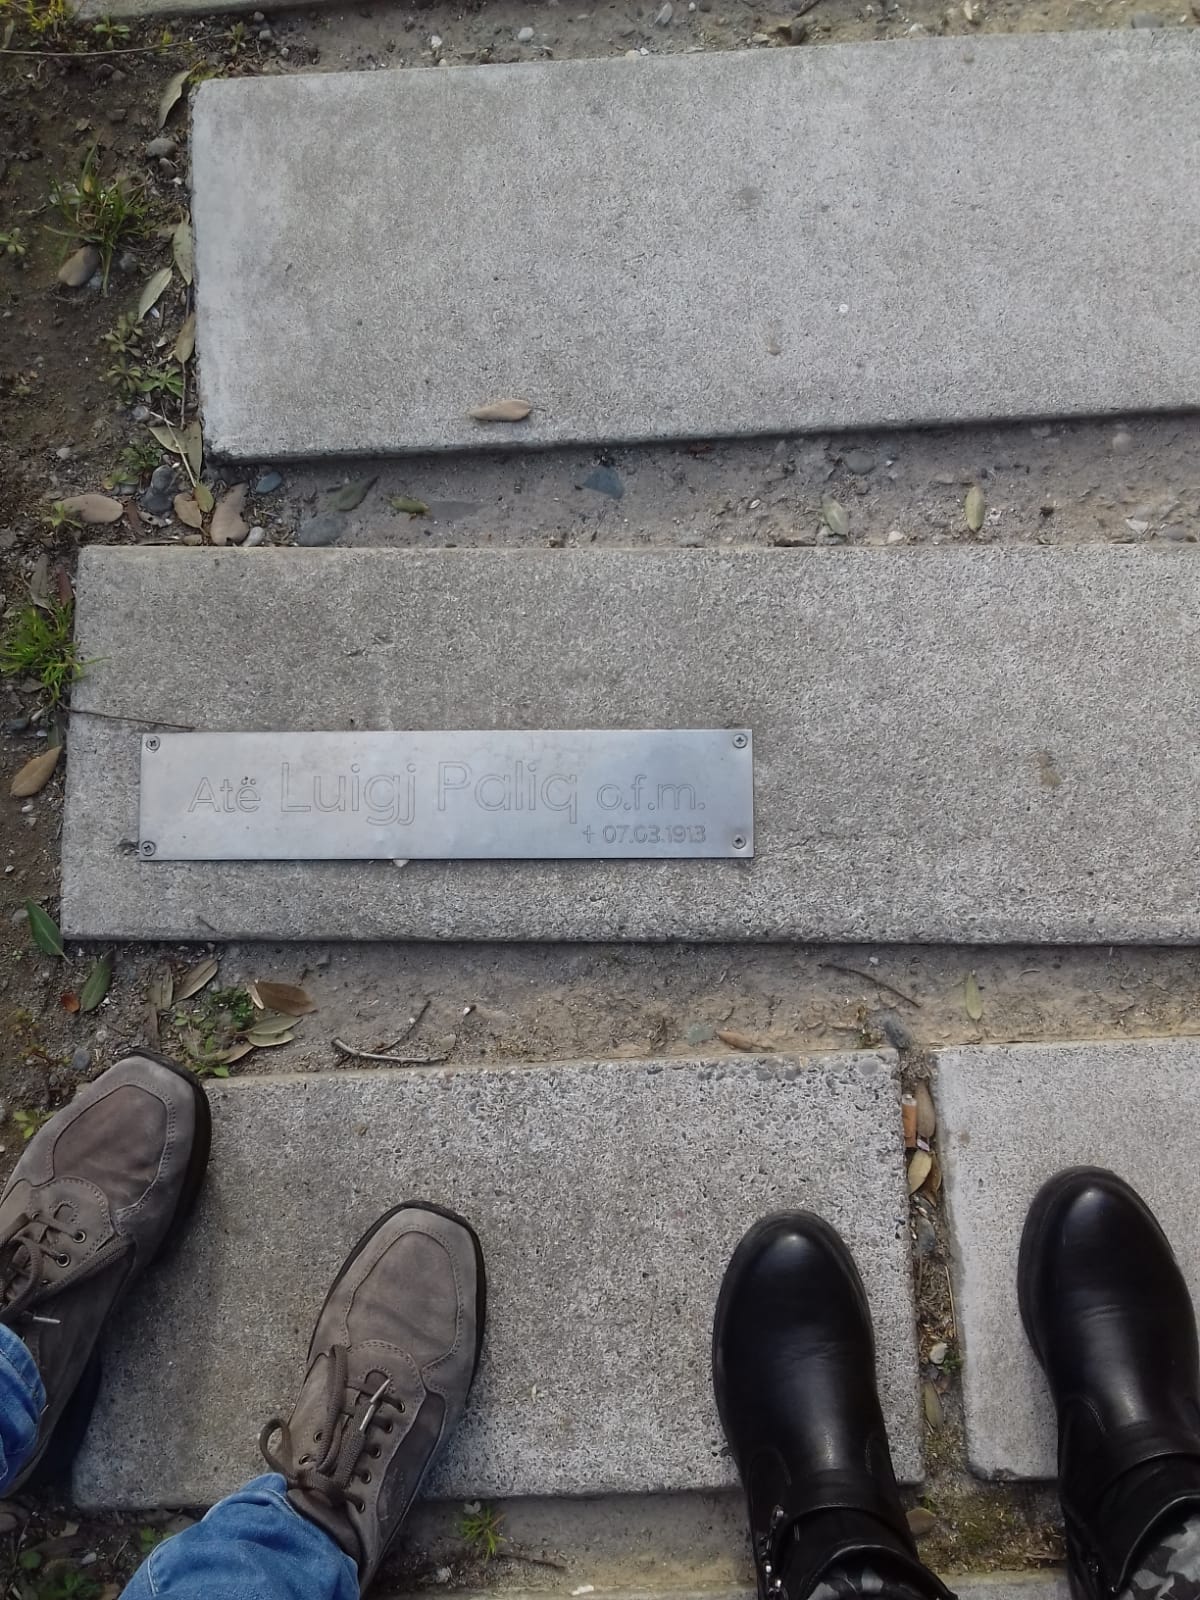 Atë Luigj Paliq o.f.m.
† 07.03.1913